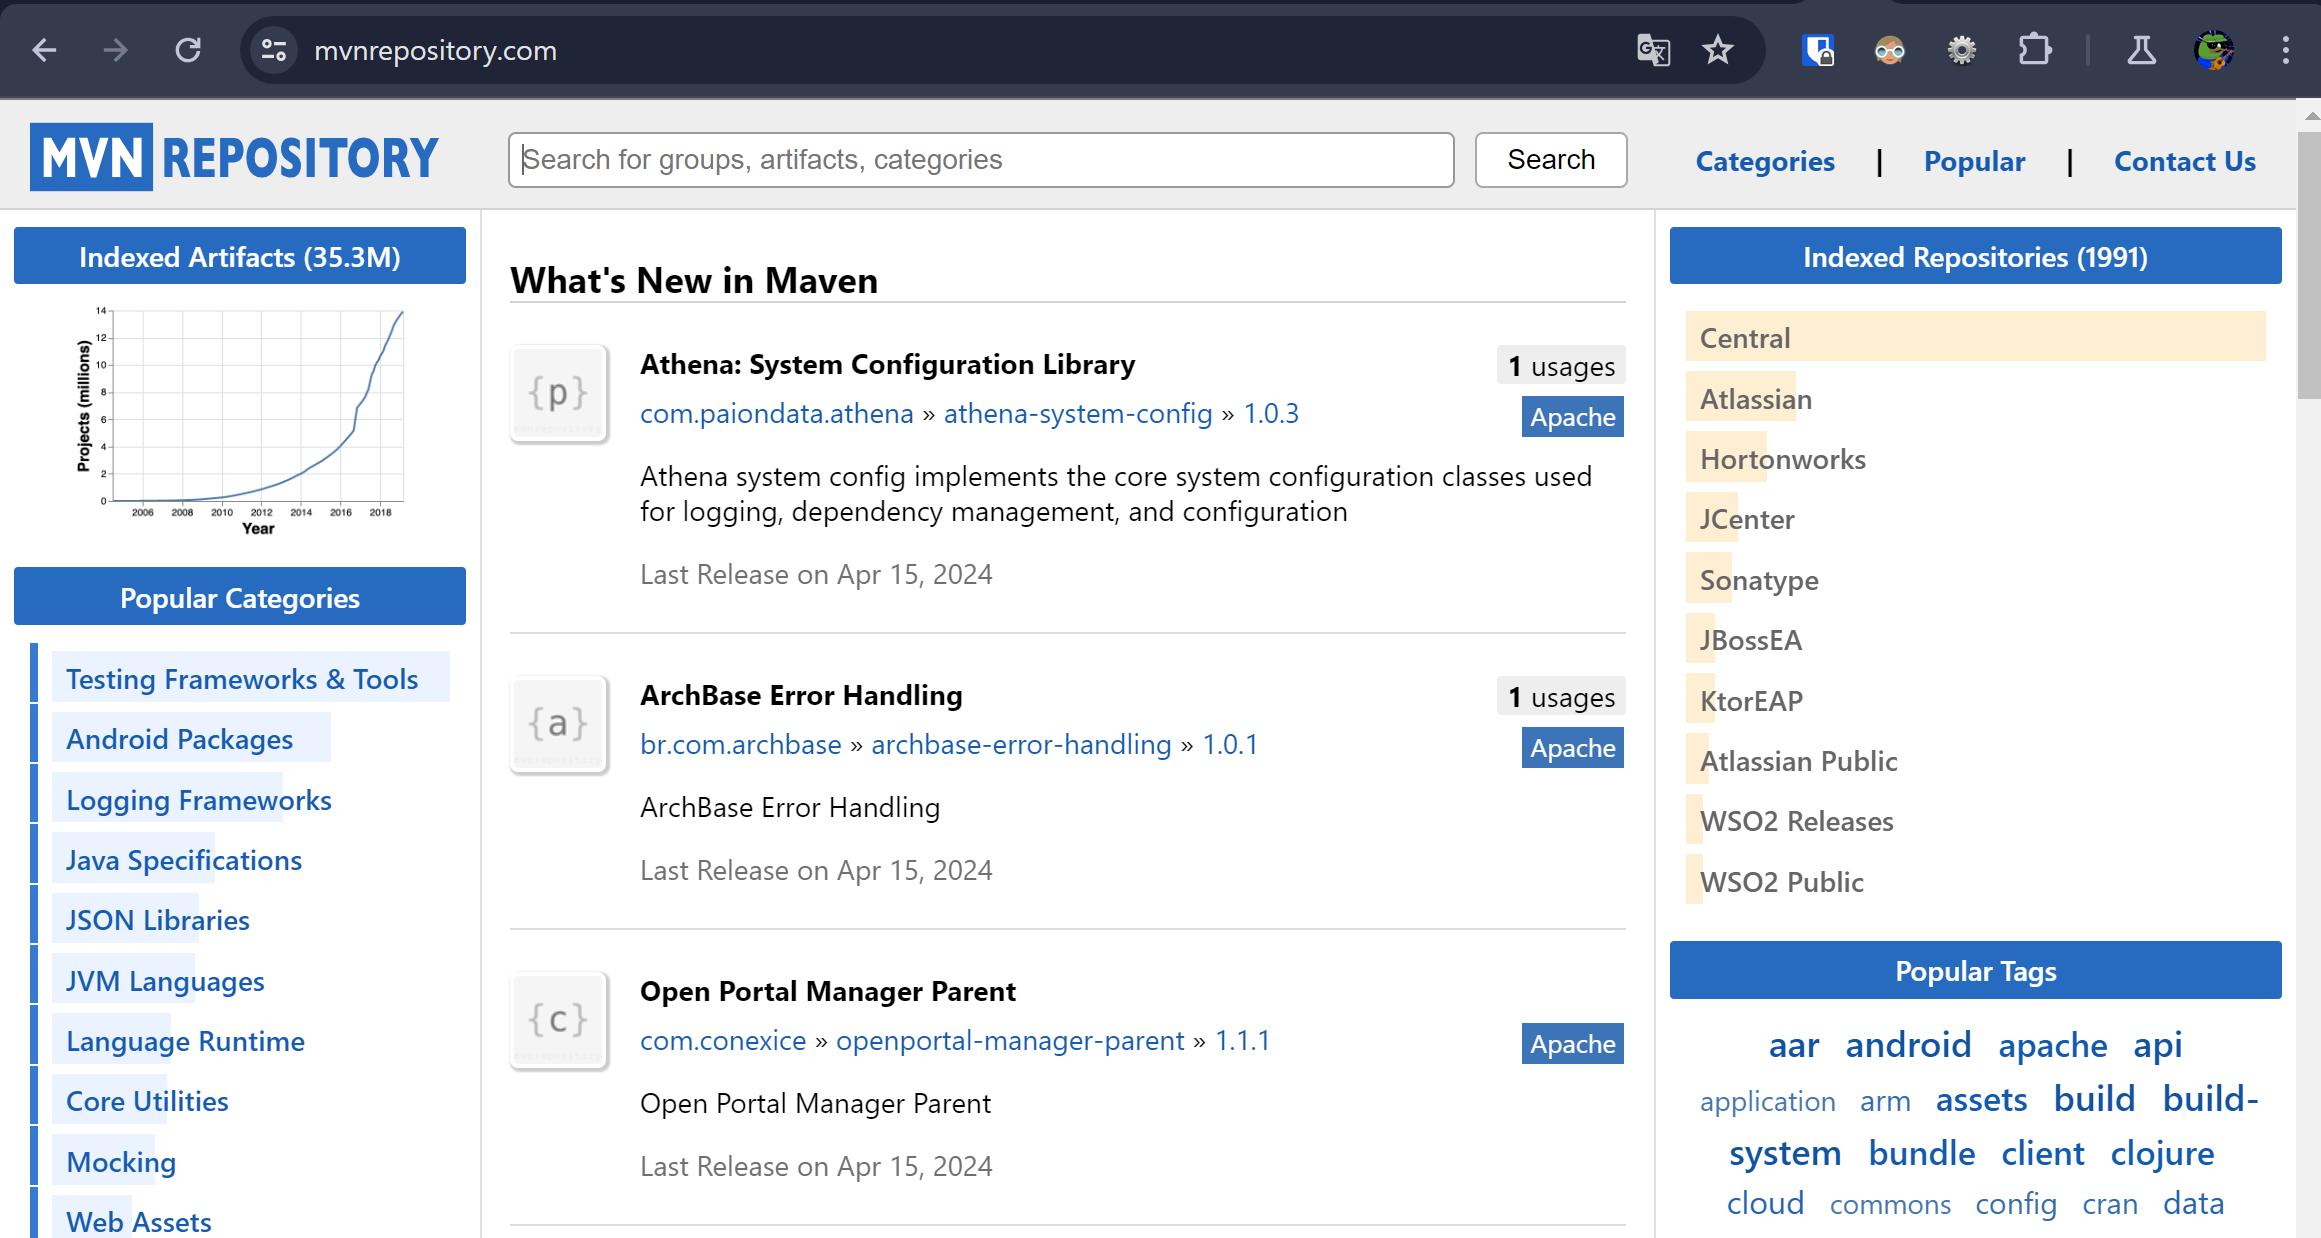 mvnrepository.com
MVN REPOSITORY
Search for groups, artifacts, categories
Search
Categories | Popular | Contact Us
Indexed Artifacts (35.3M)
Projects (millions)
14
12
10
8
6
4
2
0
2006 2008 2010 2012 2014 2016 2018
Year
Popular Categories
Testing Frameworks & Tools
Android Packages
Logging Frameworks
Java Specifications
JSON Libraries
JVM Languages
Language Runtime
Core Utilities
Mocking
Web Assets
What's New in Maven
{p}
Athena: System Configuration Library
1 usages
com.paiondata.athena » athena-system-config » 1.0.3
Apache
Athena system config implements the core system configuration classes used
for logging, dependency management, and configuration
Last Release on Apr 15, 2024
{a}
ArchBase Error Handling
1 usages
br.com.archbase » archbase-error-handling » 1.0.1
Apache
ArchBase Error Handling
Last Release on Apr 15, 2024
{c}
Open Portal Manager Parent
com.conexice » openportal-manager-parent » 1.1.1
Apache
Open Portal Manager Parent
Last Release on Apr 15, 2024
Indexed Repositories (1991)
Central
Atlassian
Hortonworks
JCenter
Sonatype
JBossEA
KtorEAP
Atlassian Public
WSO2 Releases
WSO2 Public
Popular Tags
aar android apache api
application arm assets build build-
system bundle client clojure
cloud commons config cran data